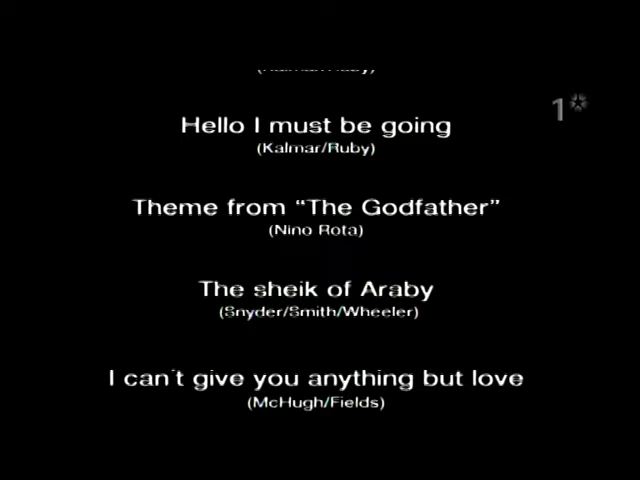 Hello I must be going
(Kalmar/Ruby)
Theme from “The Godfather”
(Nino Rota)
The sheik of Araby
(Snyder/Smith/Wheeler)
I can't give you anything but love
(McHugh/Fields)
1